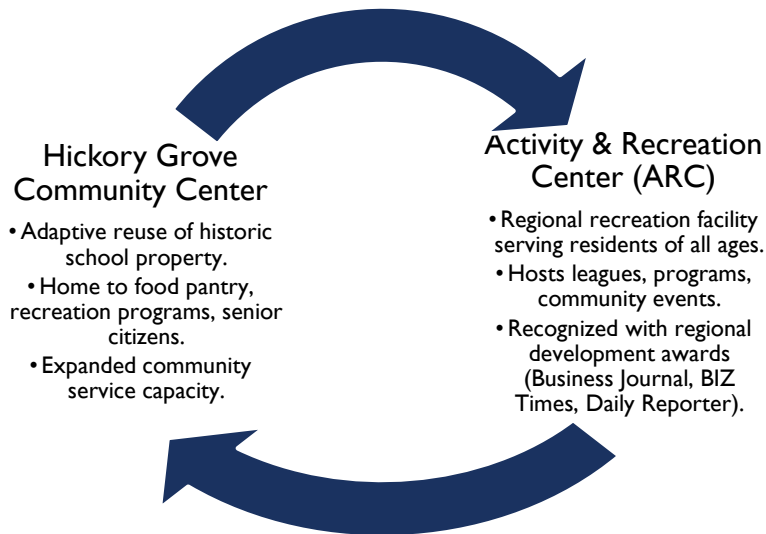 Hickory Grove
Community Center
• Adaptive reuse of historic
school property.
• Home to food pantry,
recreation programs, senior
citizens.
• Expanded community
service capacity.
Activity & Recreation
Center (ARC)
• Regional recreation facility
serving residents of all ages.
• Hosts leagues, programs,
community events.
• Recognized with regional
development awards
(Business Journal, BIZ
Times, Daily Reporter).